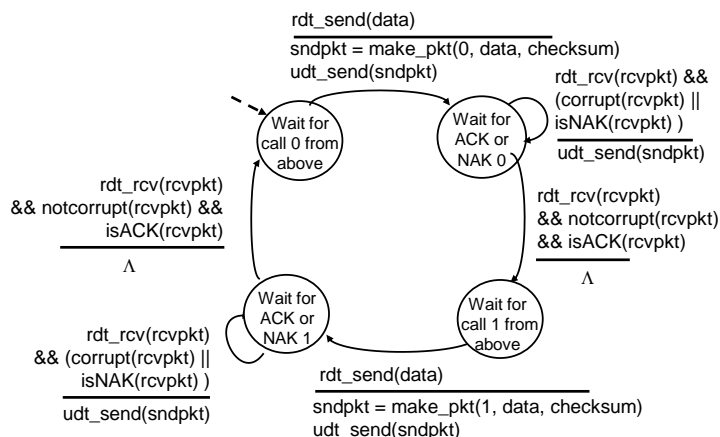 rdt_send(data)
sndpkt = make_pkt(0, data, checksum)
udt_send(sndpkt)
Wait for
call 0 from
above
Wait for
ACK or
NAK 0
rdt_rcv(rcvpkt) &&
(corrupt(rcvpkt) ||
isNAK(rcvpkt) )
udt_send(sndpkt)
rdt_rcv(rcvpkt)
&& notcorrupt(rcvpkt) &&
isACK(rcvpkt)
Λ
rdt_rcv(rcvpkt)
&& notcorrupt(rcvpkt)
&& isACK(rcvpkt)
Λ
Wait for
ACK or
NAK 1
Wait for
call 1 from
above
rdt_rcv(rcvpkt)
&& (corrupt(rcvpkt) ||
isNAK(rcvpkt) )
udt_send(sndpkt)
rdt_send(data)
sndpkt = make_pkt(1, data, checksum)
udt_send(sndpkt)